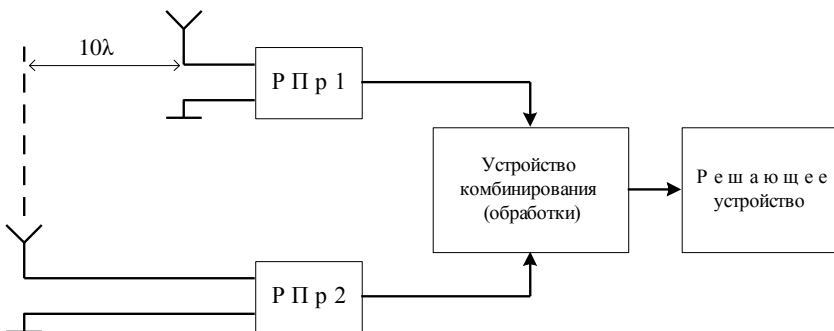 10λ
Р П р 1
Устройство
комбинирования
(обработки)
Р е ш а ю щ е е
устройство
Р П р 2